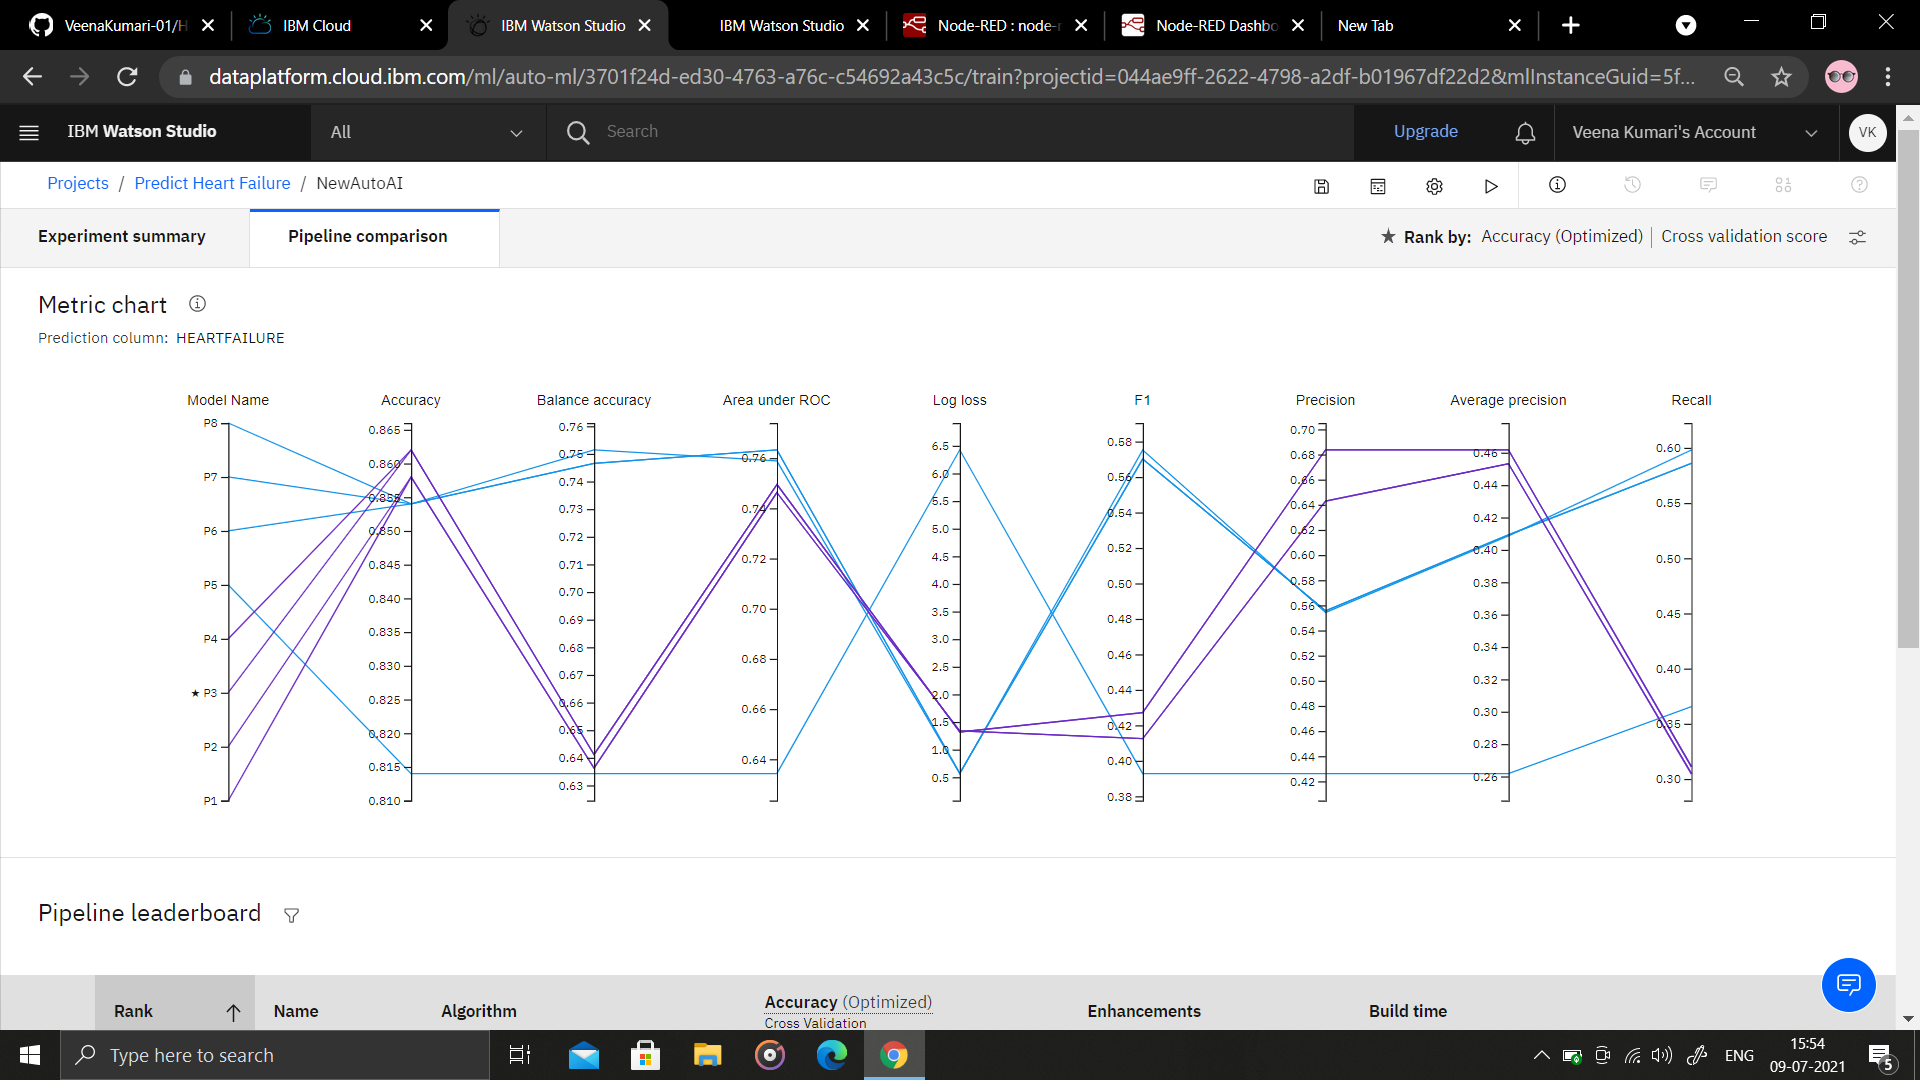 VeenaKumari-01/H
IBM Cloud
IBM Watson Studio
IBM Watson Studio
Node-RED : node-r
Node-RED Dashbo
New Tab
dataplatform.cloud.ibm.com/ml/auto-ml/3701f24d-ed30-4763-a76c-c54692a43c5c/train?projectid=044ae9ff-2622-4798-a2df-b01967df22d2&mlInstanceGuid=5f...
IBM Watson Studio
All
Search
Upgrade
Veena Kumari's Account
VK
Projects / Predict Heart Failure / NewAutoAI
Experiment summary
Pipeline comparison
★ Rank by: Accuracy (Optimized) | Cross validation score
Metric chart
Prediction column: HEARTFAILURE
Model Name
P8
P7
P6
P5
P4
★ P3
P2
P1
Accuracy
0.865
0.860
0.855
0.850
0.845
0.840
0.835
0.830
0.825
0.820
0.815
0.810
Balance accuracy
0.76
0.75
0.74
0.73
0.72
0.71
0.70
0.69
0.68
0.67
0.66
0.65
0.64
0.63
Area under ROC
0.76
0.74
0.72
0.70
0.68
0.66
0.64
Log loss
6.5
6.0
5.5
5.0
4.5
4.0
3.5
3.0
2.5
2.0
1.5
1.0
0.5
F1
0.58
0.56
0.54
0.52
0.50
0.48
0.46
0.44
0.42
0.40
0.38
Precision
0.70
0.68
0.66
0.64
0.62
0.60
0.58
0.56
0.54
0.52
0.50
0.48
0.46
0.44
0.42
Average precision
0.46
0.44
0.42
0.40
0.38
0.36
0.34
0.32
0.30
0.28
0.26
Recall
0.60
0.55
0.50
0.45
0.40
0.35
0.30
Pipeline leaderboard
Rank
Name
Algorithm
Accuracy (Optimized)
Cross Validation
Enhancements
Build time
Type here to search
ENG
15:54
09-07-2021
5